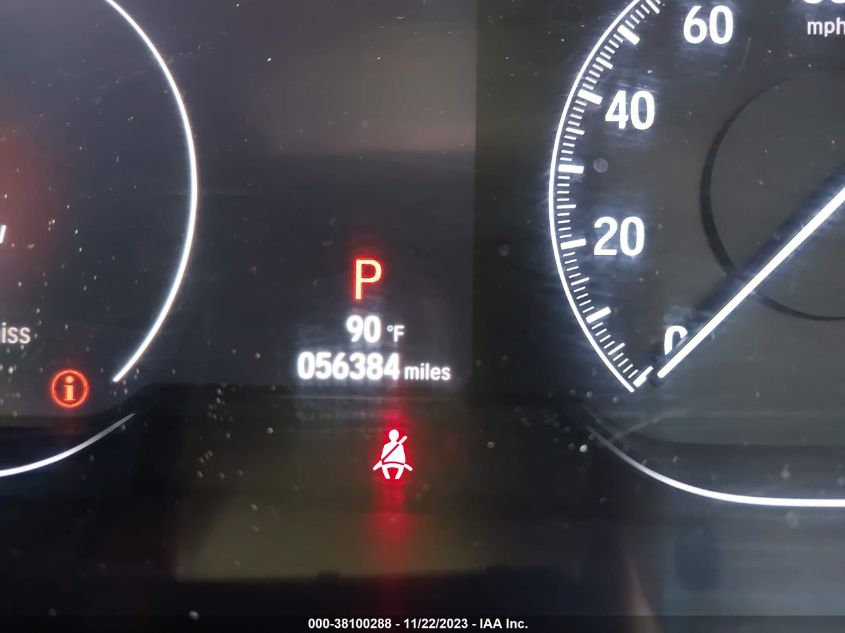 60
mph
40
20
0
P
90 °F
056384 miles
iss
i
000-38100288 - 11/22/2023 - IAA Inc.